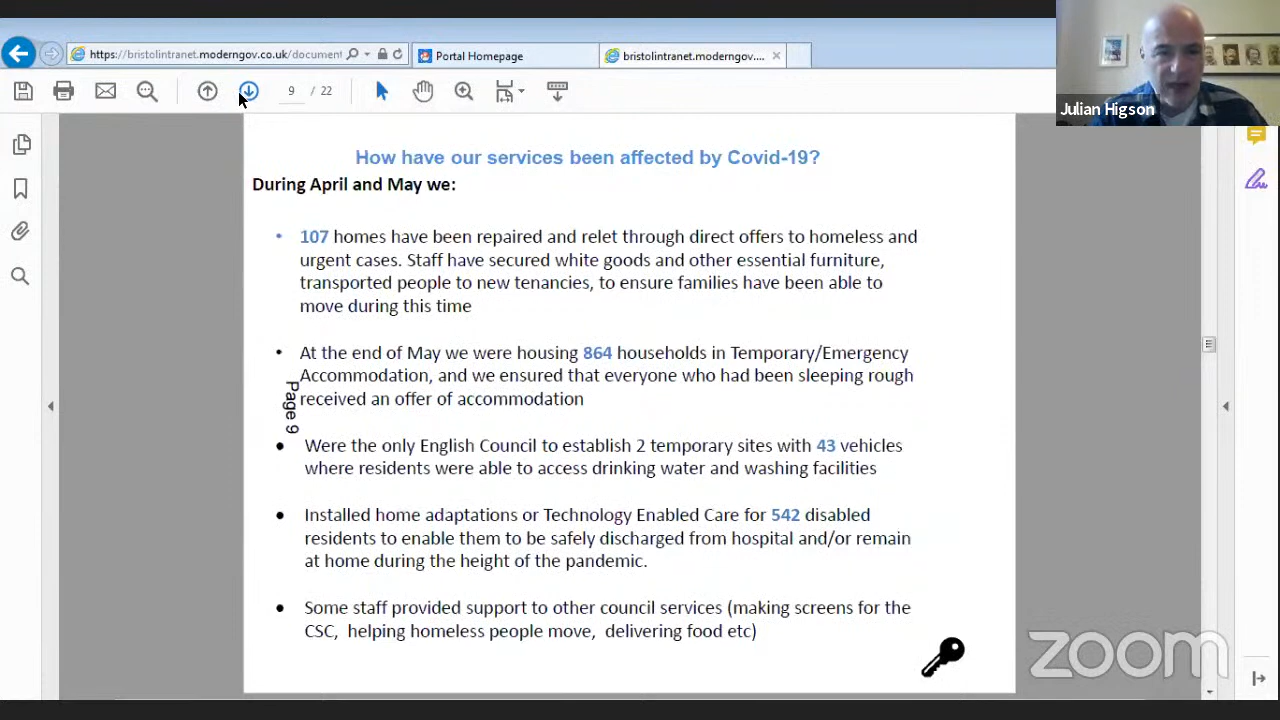 https://bristolintranet.moderngov.co.uk/document
Portal Homepage
bristolintranet.moderngov....
Julian Higson
9 / 22
How have our services been affected by Covid-19?
During April and May we:
• 107 homes have been repaired and relet through direct offers to homeless and
urgent cases. Staff have secured white goods and other essential furniture,
transported people to new tenancies, to ensure families have been able to
move during this time
• At the end of May we were housing 864 households in Temporary/Emergency
Accommodation, and we ensured that everyone who had been sleeping rough
received an offer of accommodation
Page 9
• Were the only English Council to establish 2 temporary sites with 43 vehicles
where residents were able to access drinking water and washing facilities
• Installed home adaptations or Technology Enabled Care for 542 disabled
residents to enable them to be safely discharged from hospital and/or remain
at home during the height of the pandemic.
• Some staff provided support to other council services (making screens for the
CSC,  helping homeless people move,  delivering food etc)
zoom